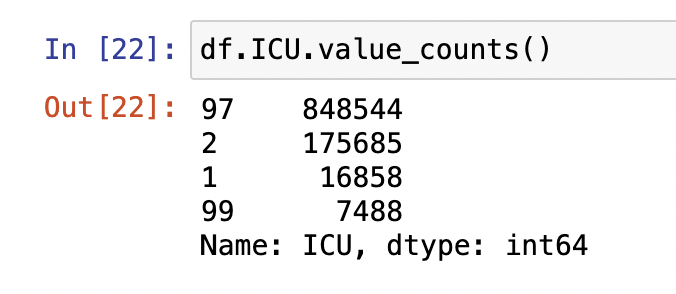 In [22]: df.ICU.value_counts()
Out[22]: 97    848544
2     175685
1      16858
99      7488
Name: ICU, dtype: int64